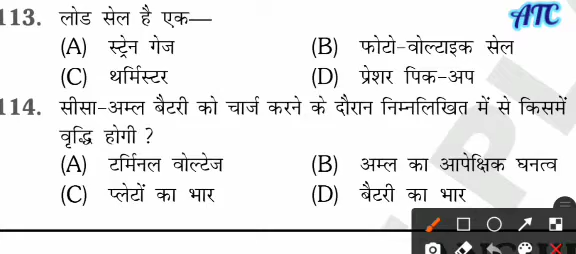 113. लोड सेल है एक—
ATC
(A) स्ट्रेन गेज (B) फोटो-वोल्टाइक सेल
(C) थर्मिस्टर (D) प्रेशर पिक-अप
114. सीसा-अम्ल बैटरी को चार्ज करने के दौरान निम्नलिखित में से किसमें
वृद्धि होगी ?
(A) टर्मिनल वोल्टेज (B) अम्ल का आपेक्षिक घनत्व
(C) प्लेटों का भार (D) बैटरी का भार